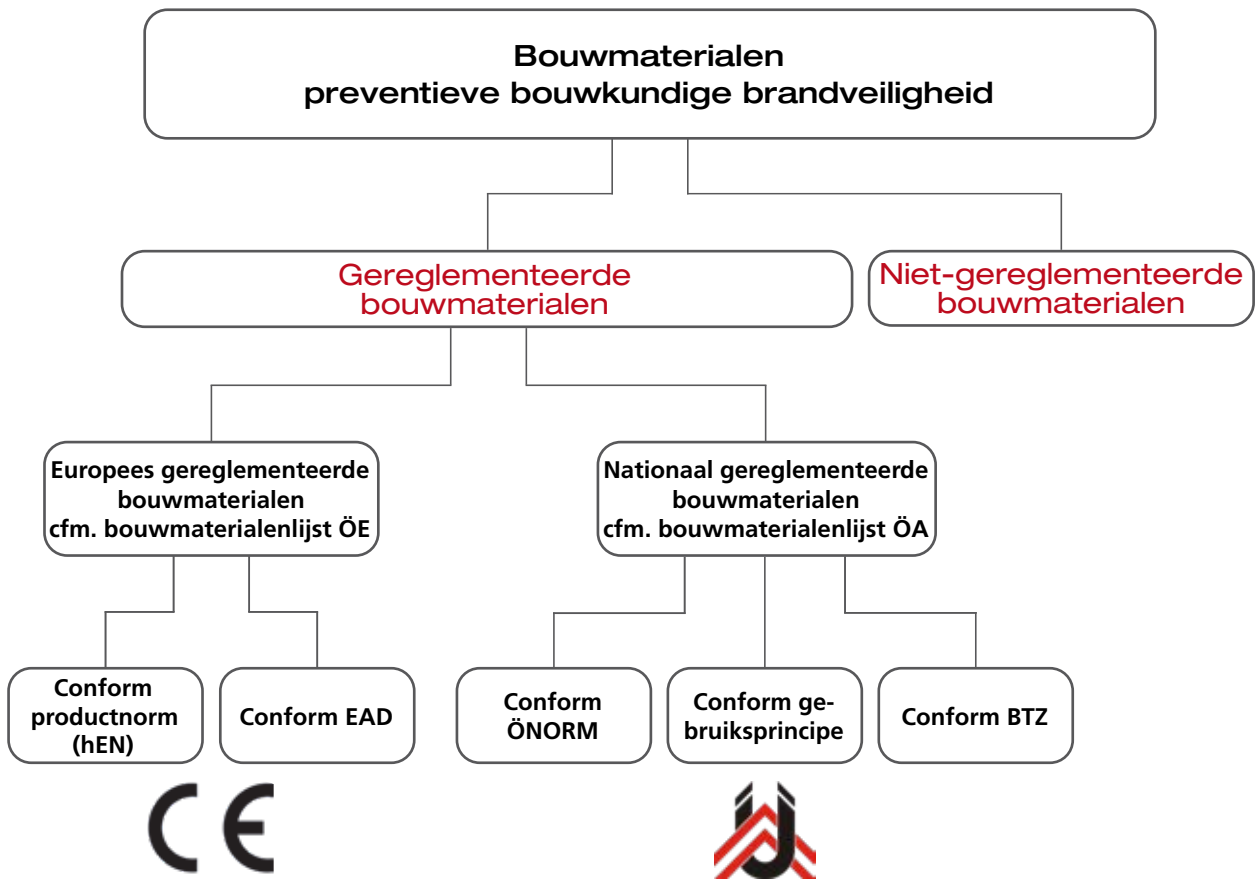 Bouwmaterialen
preventieve bouwkundige brandveiligheid
Gereglementeerde
bouwmaterialen
Niet-gereglementeerde
bouwmaterialen
Europees gereglementeerde
bouwmaterialen
cfm. bouwmaterialenlijst ÖE
Nationaal gereglementeerde
bouwmaterialen
cfm. bouwmaterialenlijst ÖA
Conform
productnorm
(hEN)
Conform EAD
Conform
ÖNORM
Conform ge-
bruiksprincipe
Conform BTZ
CE